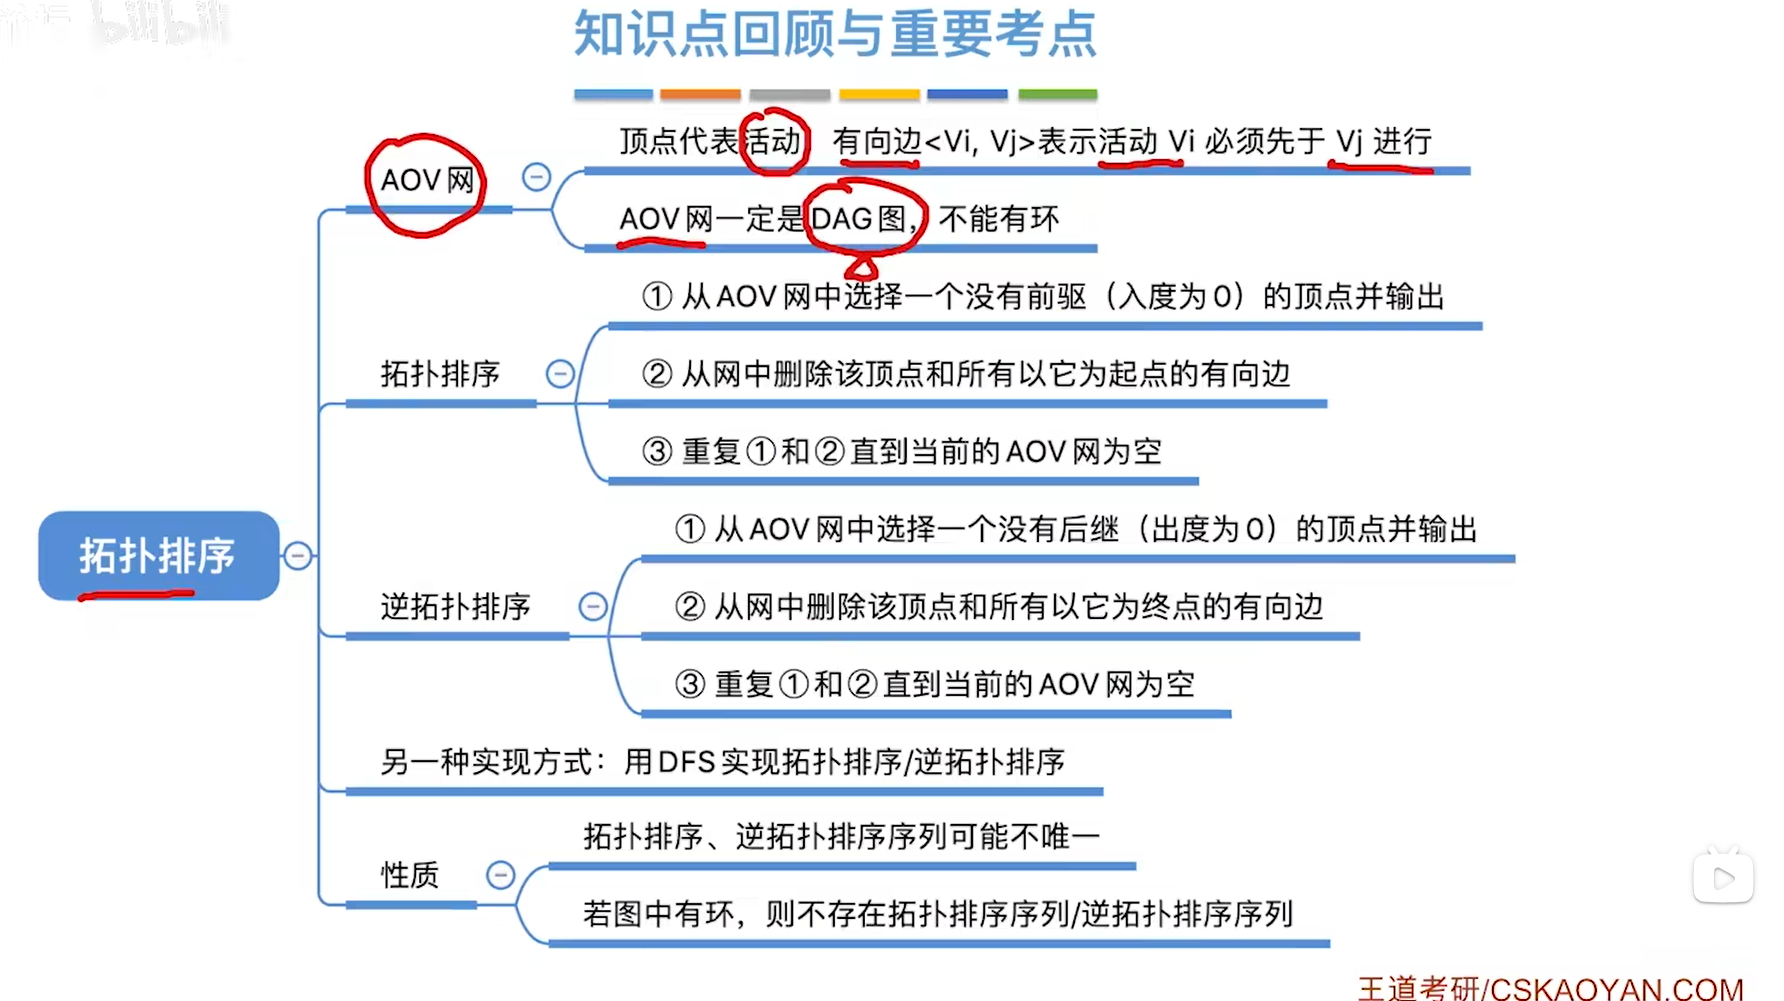 bilibili
知识点回顾与重要考点
顶点代表活动 有向边<Vi, Vj>表示活动 Vi 必须先于 Vj 进行
AOV网
AOV网一定是DAG图，不能有环
① 从AOV网中选择一个没有前驱（入度为0）的顶点并输出
拓扑排序
② 从网中删除该顶点和所有以它为起点的有向边
③ 重复①和②直到当前的AOV网为空
拓扑排序
① 从AOV网中选择一个没有后继（出度为0）的顶点并输出
逆拓扑排序
② 从网中删除该顶点和所有以它为终点的有向边
③ 重复①和②直到当前的AOV网为空
另一种实现方式：用DFS实现拓扑排序/逆拓扑排序
性质
拓扑排序、逆拓扑排序序列可能不唯一
若图中有环，则不存在拓扑排序序列/逆拓扑排序序列
王道考研/CSKAOYAN.COM